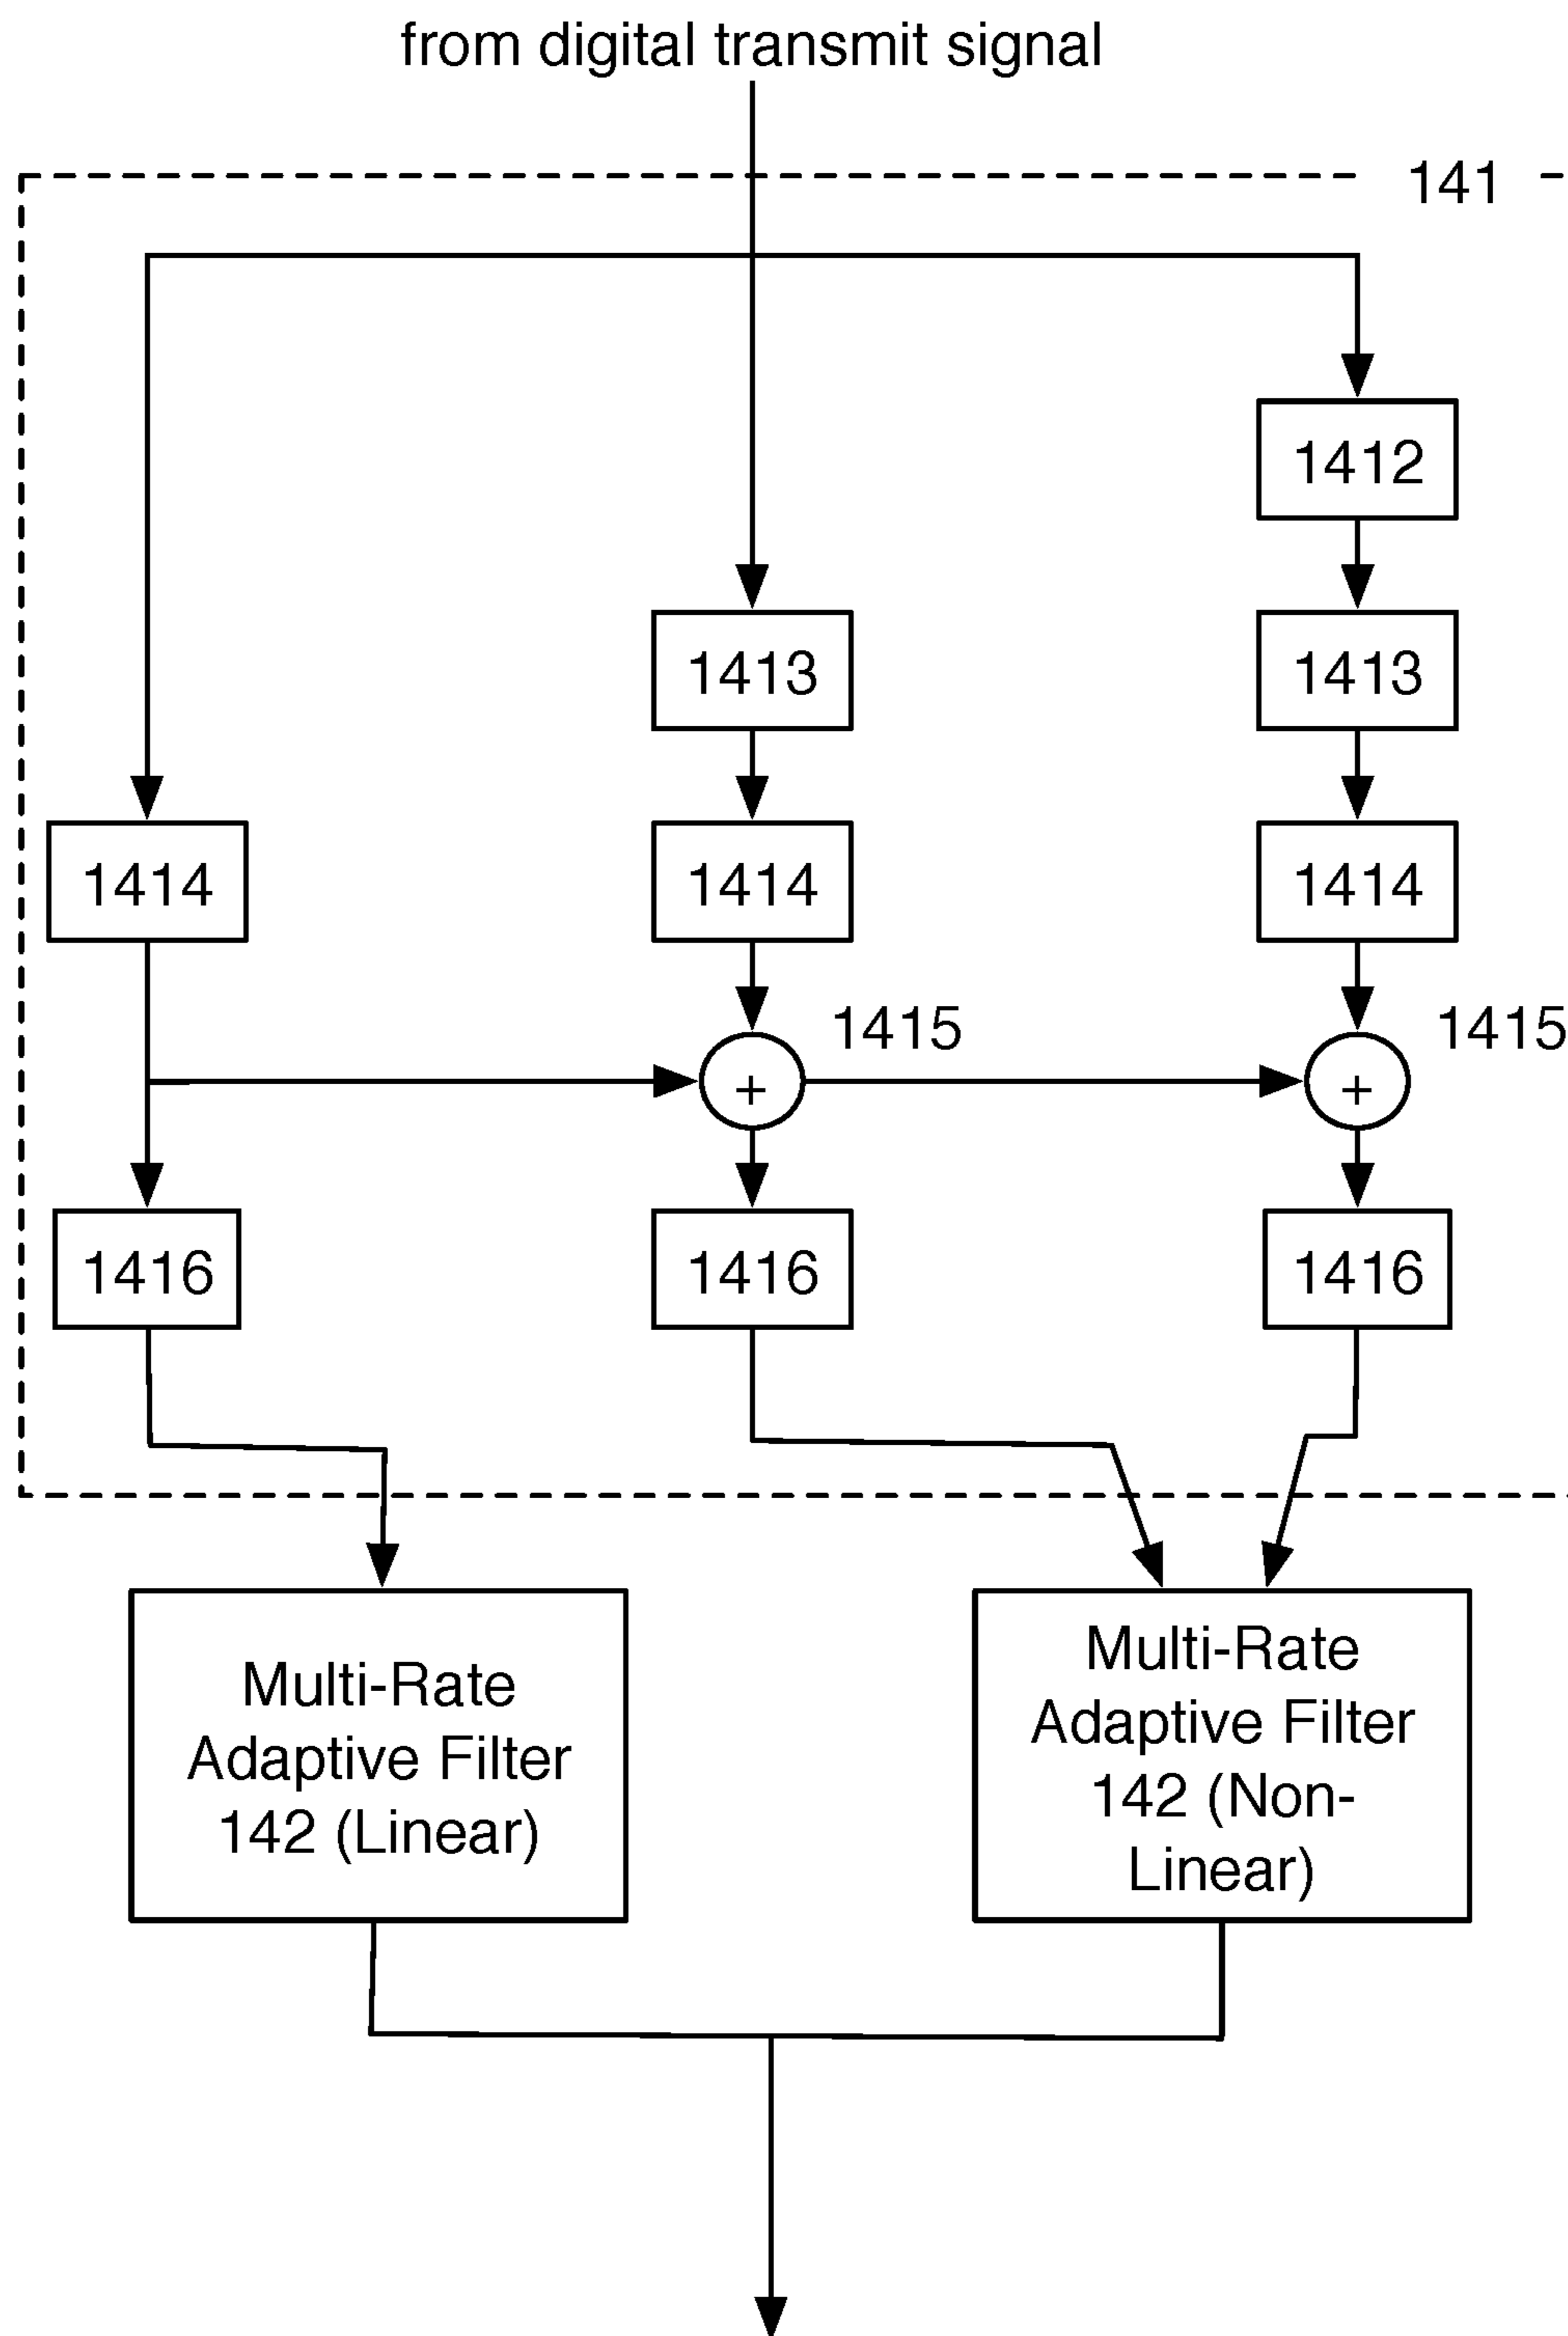 from digital transmit signal
141
1412
1413
1413
1414
1414
1414
1415
1415
+
+
1416
1416
1416
Multi-Rate
Adaptive Filter
142 (Linear)
Multi-Rate
Adaptive Filter
142 (Non-
Linear)